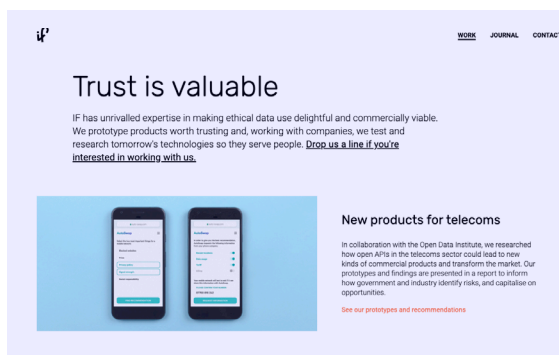 if
WORK JOURNAL CONTACT
Trust is valuable
IF has unrivalled expertise in making ethical data use delightful and commercially viable.
We prototype products worth trusting and, working with companies, we test and
research tomorrow's technologies so they serve people. Drop us a line if you're
interested in working with us.
New products for telecoms
In collaboration with the Open Data Institute, we researched
how open APIs in the telecoms sector could lead to new
kinds of commercial products and transform the market. Our
prototypes and findings are presented in a report to inform
how government and industry identify risks, and capitalise on
opportunities.
See our prototypes and recommendations